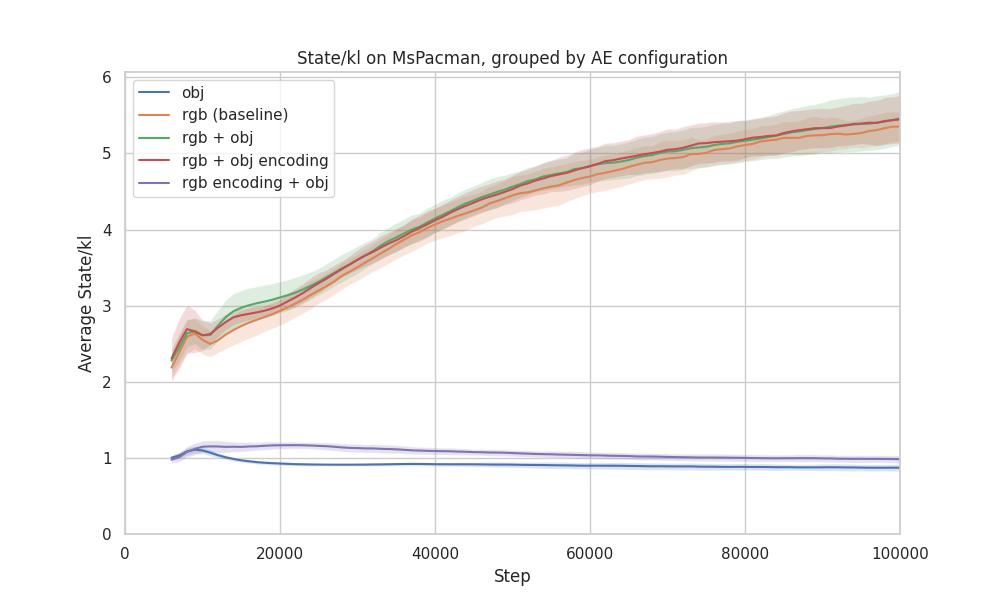 State/kl on MsPacman, grouped by AE configuration
obj
rgb (baseline)
rgb + obj
rgb + obj encoding
rgb encoding + obj
6
5
4
3
2
1
0
Average State/kl
0 20000 40000 60000 80000 100000
Step